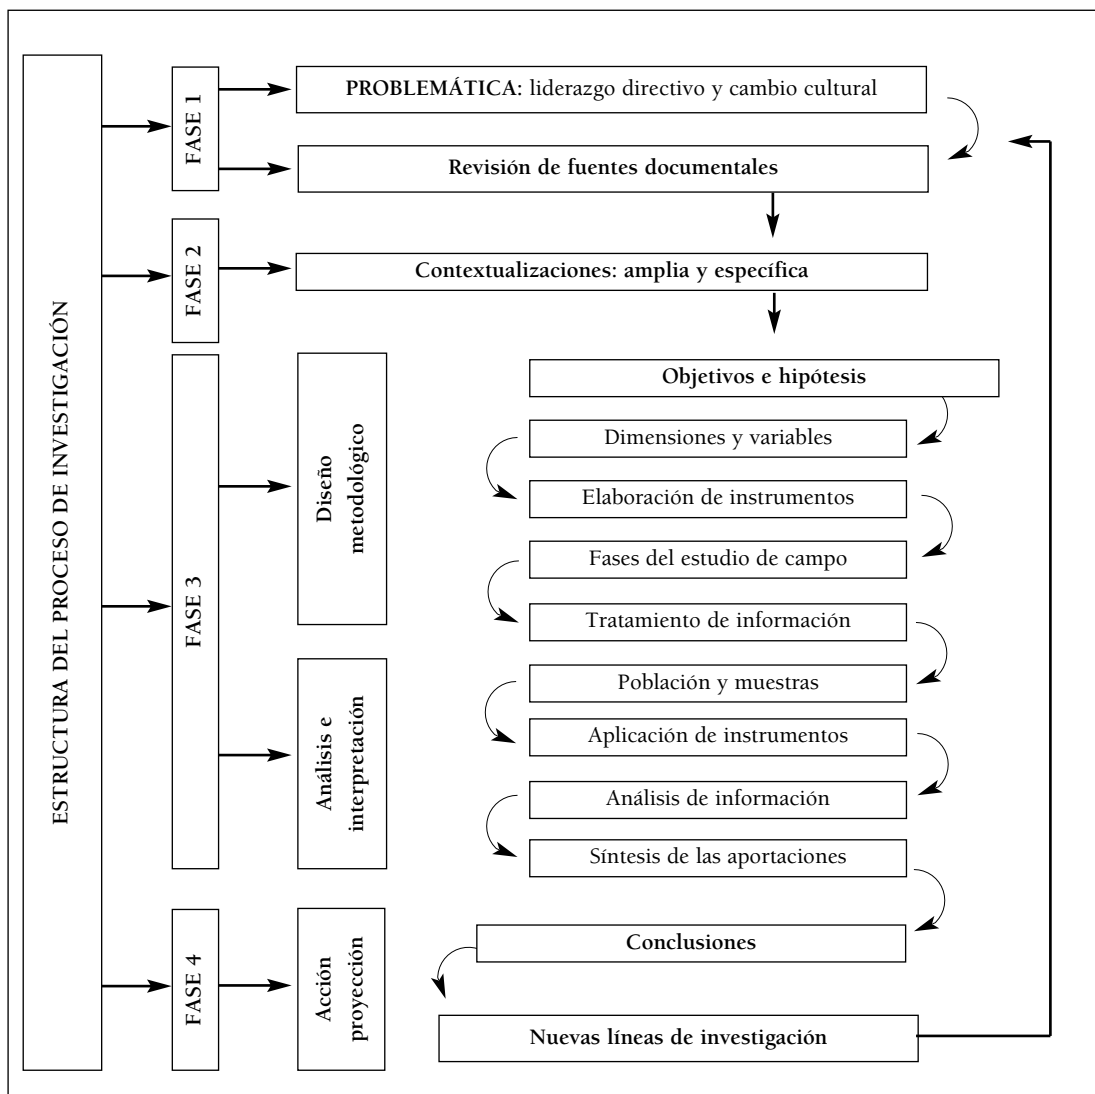 ESTRUCTURA DEL PROCESO DE INVESTIGACIÓN
FASE 1
PROBLEMÁTICA: liderazgo directivo y cambio cultural
Revisión de fuentes documentales
FASE 2
Contextualizaciones: amplia y específica
FASE 3
Diseño
metodológico
Objetivos e hipótesis
Dimensiones y variables
Elaboración de instrumentos
Fases del estudio de campo
Tratamiento de información
Análisis e
interpretación
Población y muestras
Aplicación de instrumentos
Análisis de información
Síntesis de las aportaciones
FASE 4
Acción
proyección
Conclusiones
Nuevas líneas de investigación